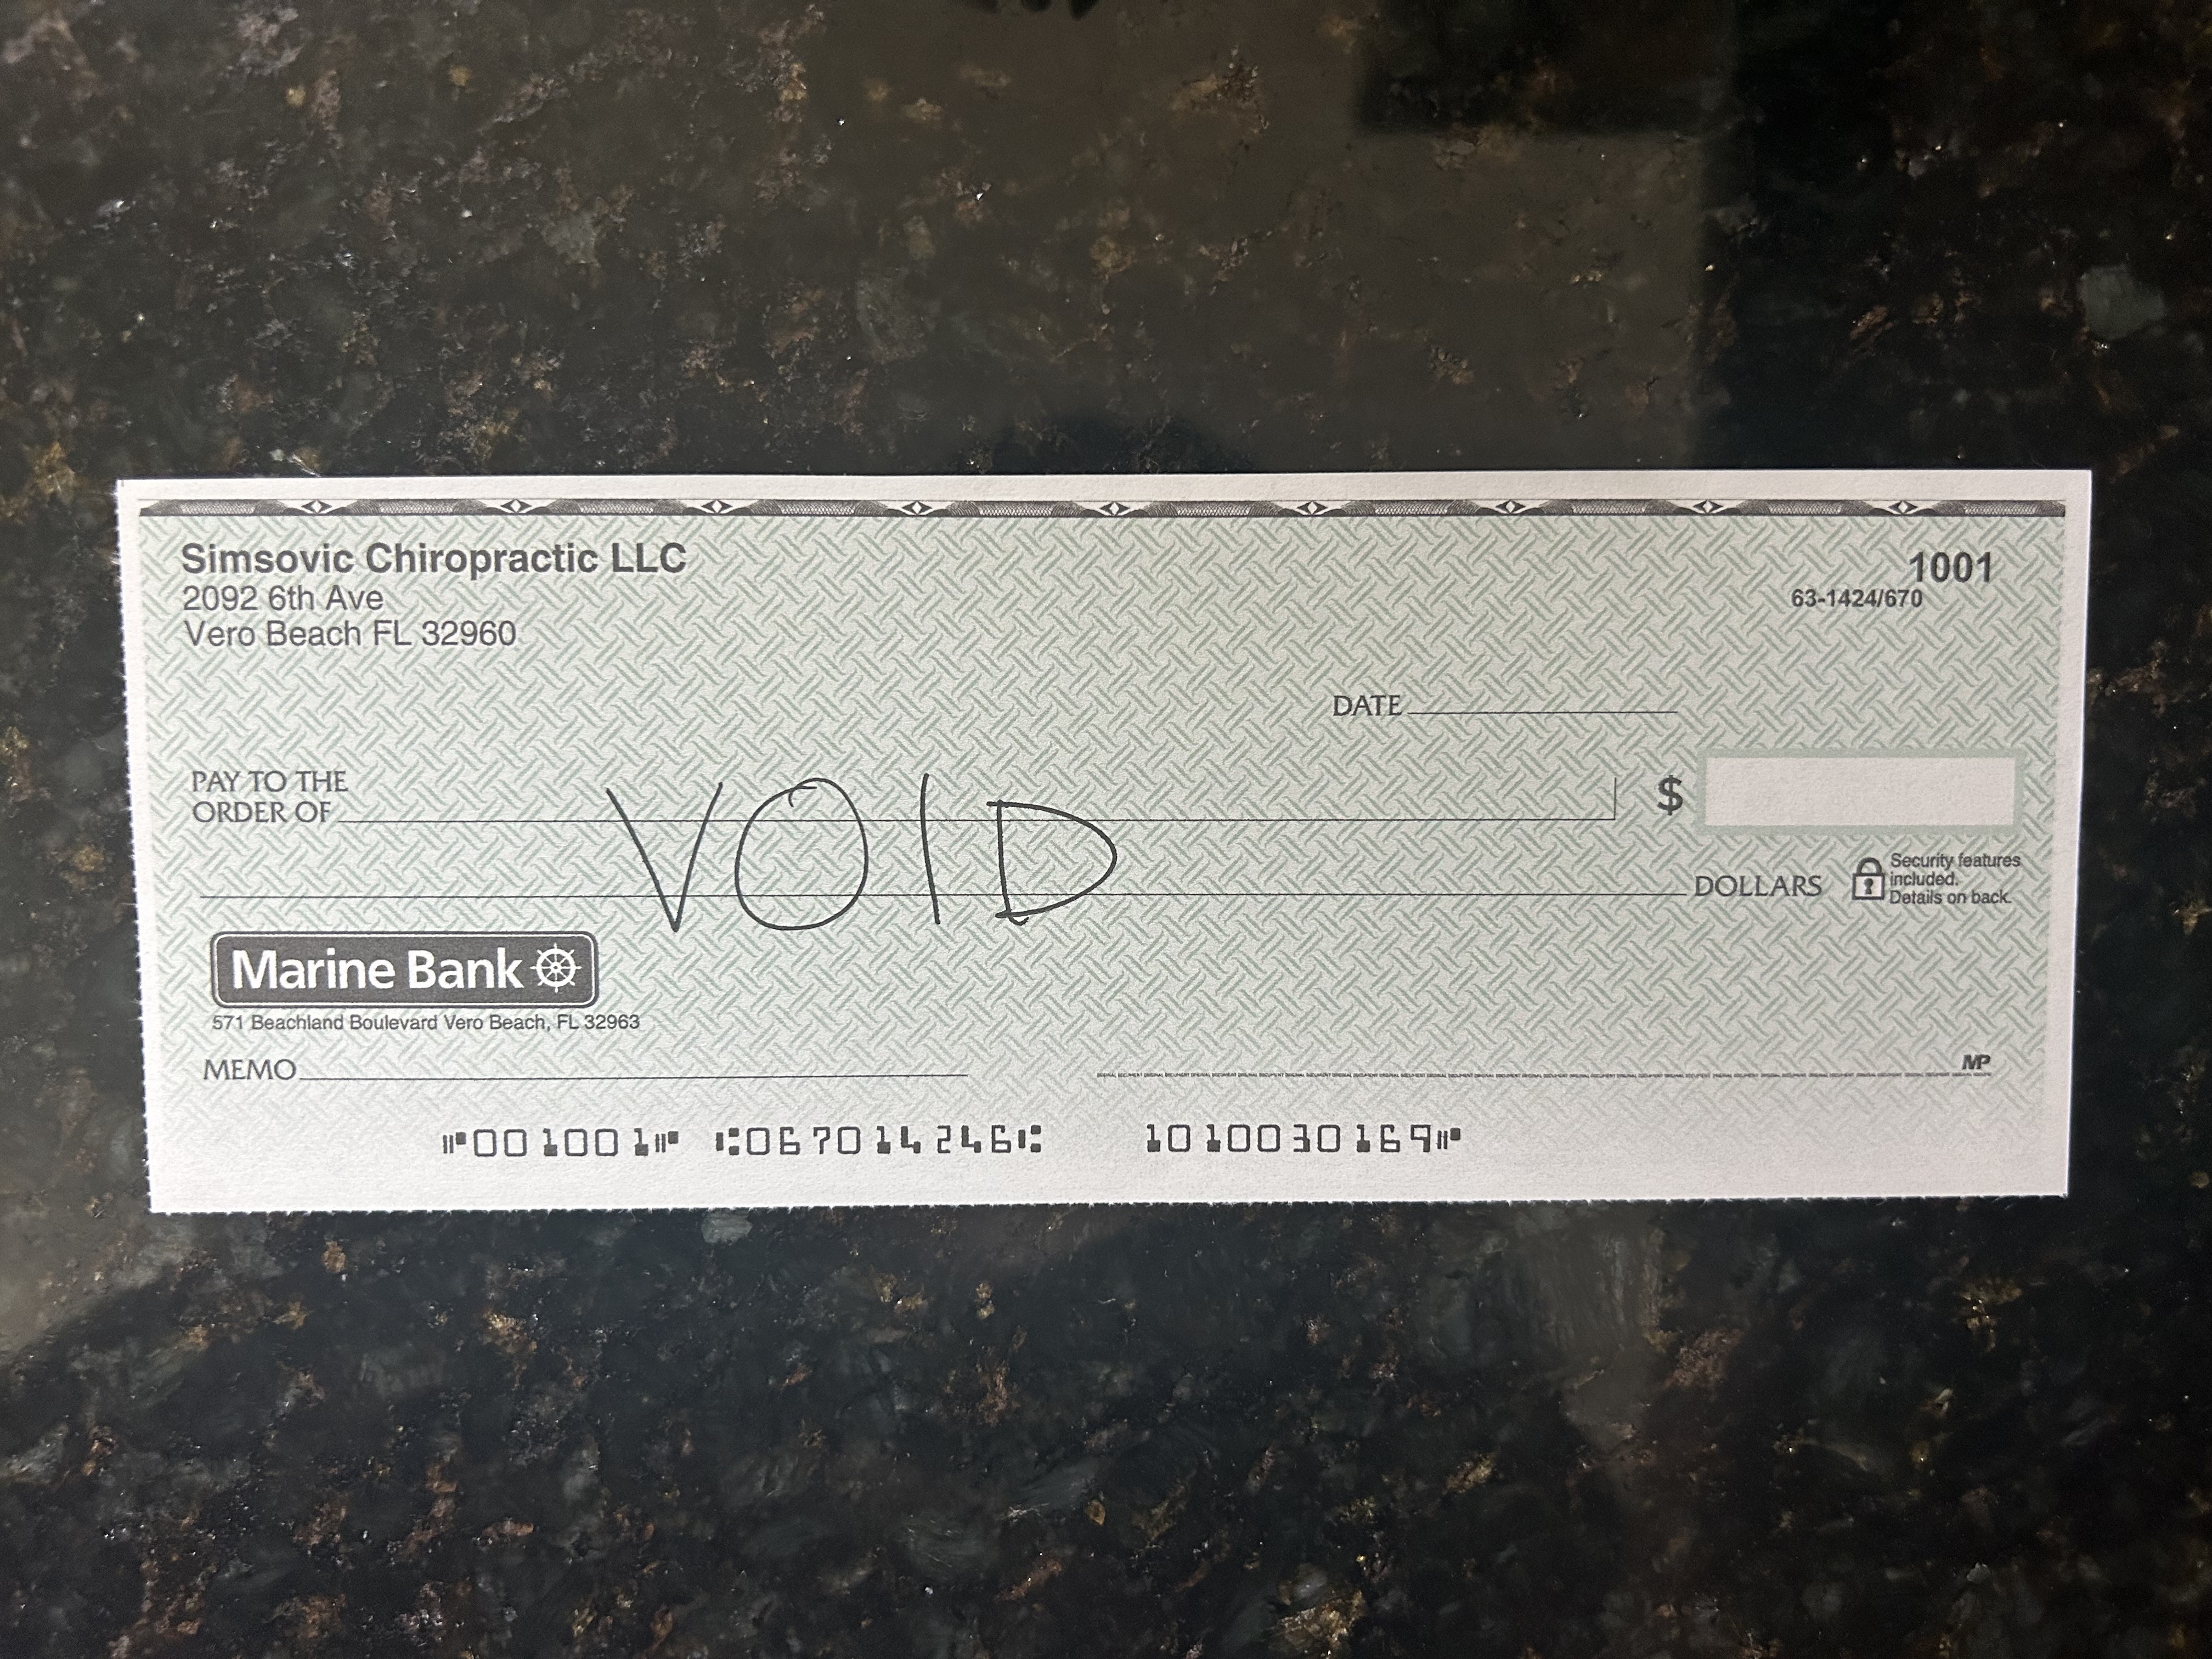 Simsovic Chiropractic LLC
2092 6th Ave
Vero Beach FL 32960
1001
63-1424/670
DATE
PAY TO THE
ORDER OF
$
VOID
DOLLARS
Security features
included.
Details on back.
Marine Bank
571 Beachland Boulevard Vero Beach, FL 32963
MEMO
MP
⑈001001⑈ ⑆067014246⑆ 1010030169⑈